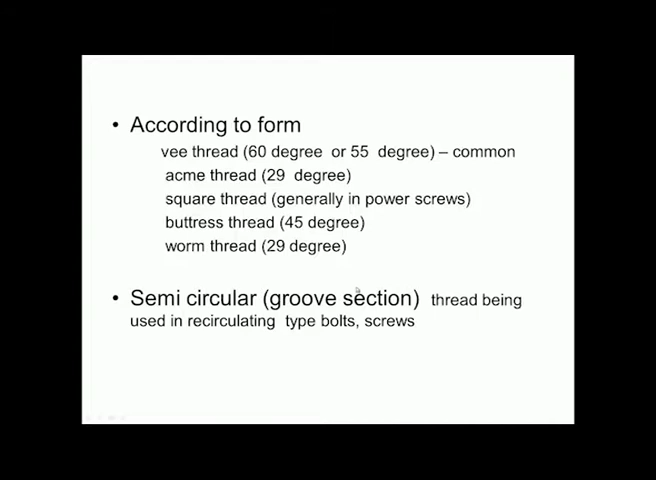 • According to form
vee thread (60 degree or 55 degree) – common
acme thread (29 degree)
square thread (generally in power screws)
buttress thread (45 degree)
worm thread (29 degree)
• Semi circular (groove section) thread being
used in recirculating type bolts, screws